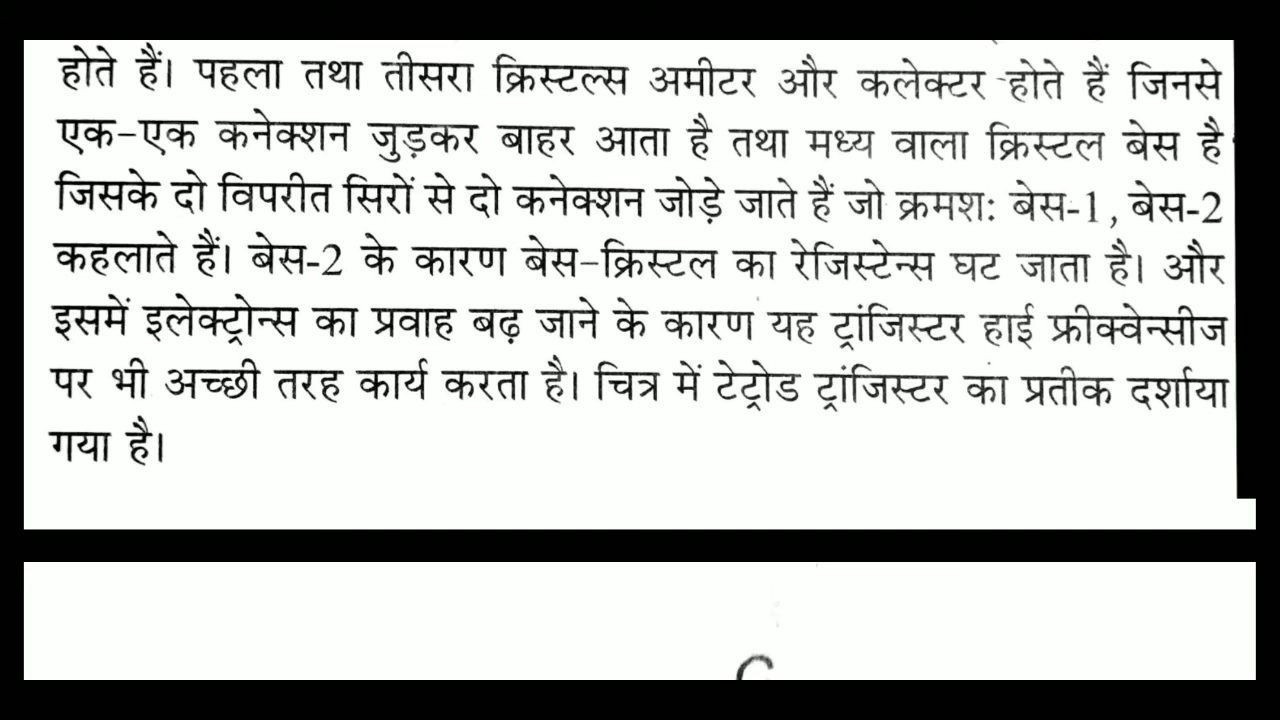 होते हैं। पहला तथा तीसरा क्रिस्टल्स अमीटर और कलेक्टर होते हैं जिनसे
एक-एक कनेक्शन जुड़कर बाहर आता है तथा मध्य वाला क्रिस्टल बेस है
जिसके दो विपरीत सिरों से दो कनेक्शन जोड़े जाते हैं जो क्रमश: बेस-1, बेस-2
कहलाते हैं। बेस-2 के कारण बेस-क्रिस्टल का रेजिस्टेन्स घट जाता है। और
इसमें इलेक्ट्रोन्स का प्रवाह बढ़ जाने के कारण यह ट्रांजिस्टर हाई फ्रीक्वेन्सीज
पर भी अच्छी तरह कार्य करता है। चित्र में टेट्रोड ट्रांजिस्टर का प्रतीक दर्शाया
गया है।